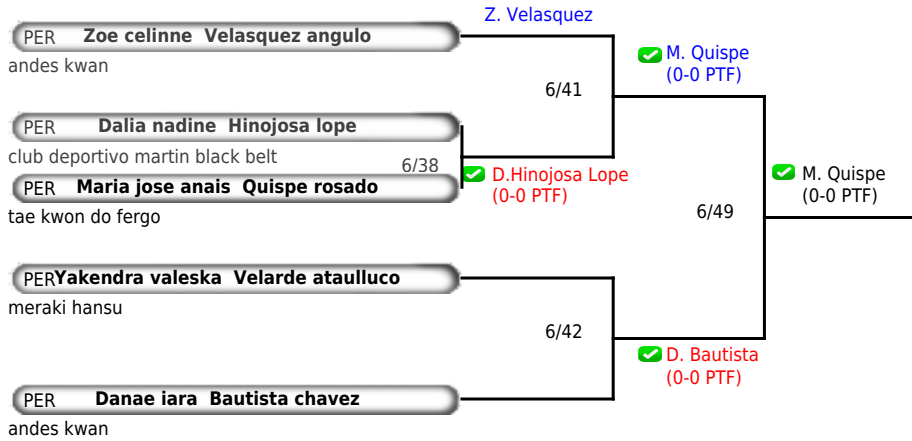 Z. Velasquez
PER Zoe celinne Velasquez angulo
andes kwan
M. Quispe
(0-0 PTF)
6/41
PER Dalia nadine Hinojosa lope
club deportivo martin black belt
6/38
D.Hinojosa Lope
(0-0 PTF)
PER Maria jose anais Quispe rosado
tae kwon do fergo
M. Quispe
(0-0 PTF)
6/49
PERYakendra valeska Velarde ataulluco
meraki hansu
6/42
D. Bautista
(0-0 PTF)
PER Danae iara Bautista chavez
andes kwan